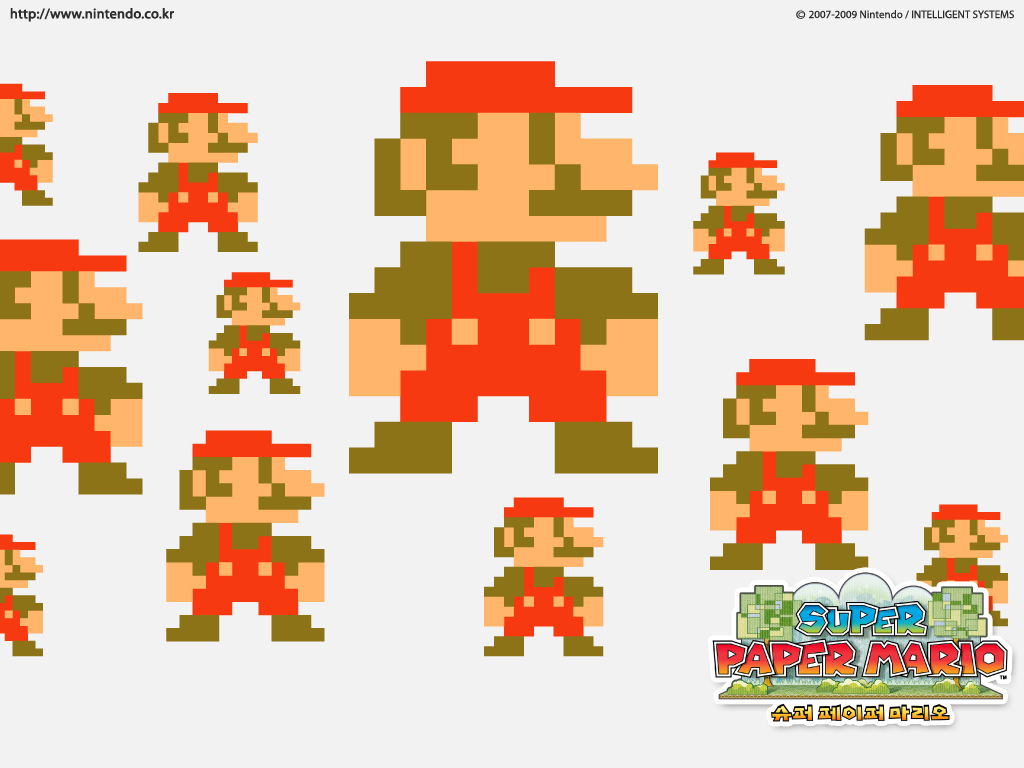 http://www.nintendo.co.kr
© 2007-2009 Nintendo / INTELLIGENT SYSTEMS
SUPER
PAPER MARIO™
슈퍼 페이퍼 마리오